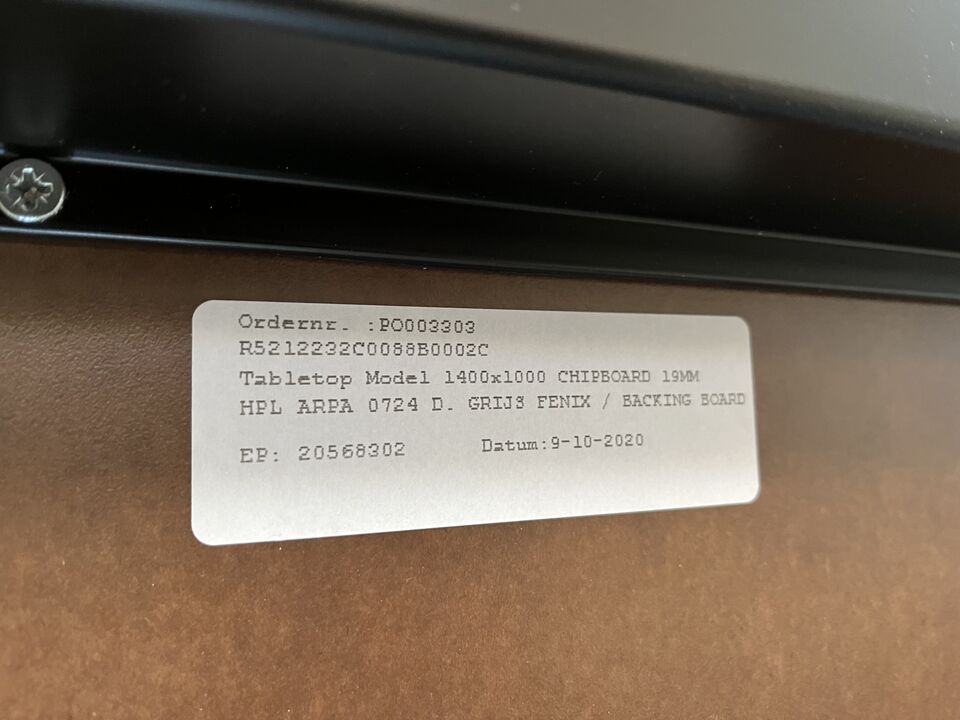 Ordernr. :PO003303
R5212232C0088B0002C
Tabletop Model 1400x1000 CHIPBOARD 19MM
HPL ARPA 0724 D. GRIJS FENIX / BACKING BOARD
EP: 20568302 Datum:9-10-2020